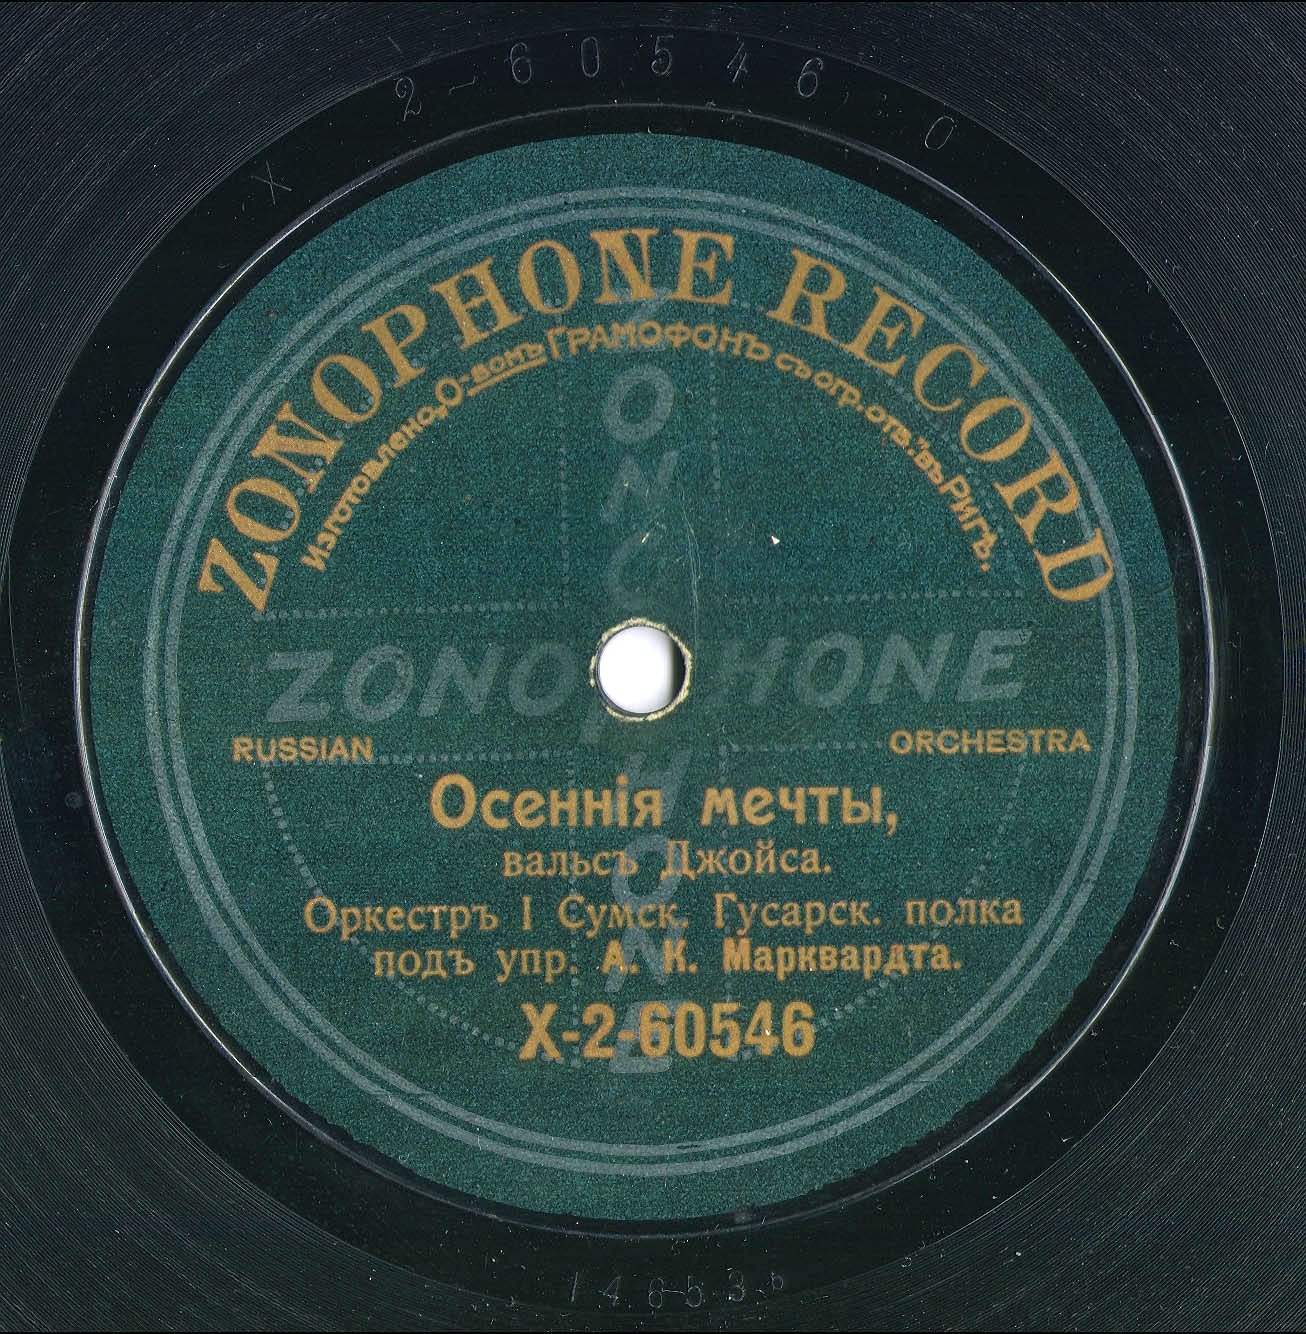 X 2-60546 0
ZONOPHONE RECORD
Изготовлено „О-вомъ Грамофонъ съ огр. отв.“ въ Ригѣ.
ZONOPHONE
ZONOPHONE
RUSSIAN ORCHESTRA
Осеннія мечты,
вальсъ Джойса.
Оркестръ I Сумск. Гусарск. полка
подъ упр. А. К. Марквардта.
X-2-60546
14653 b